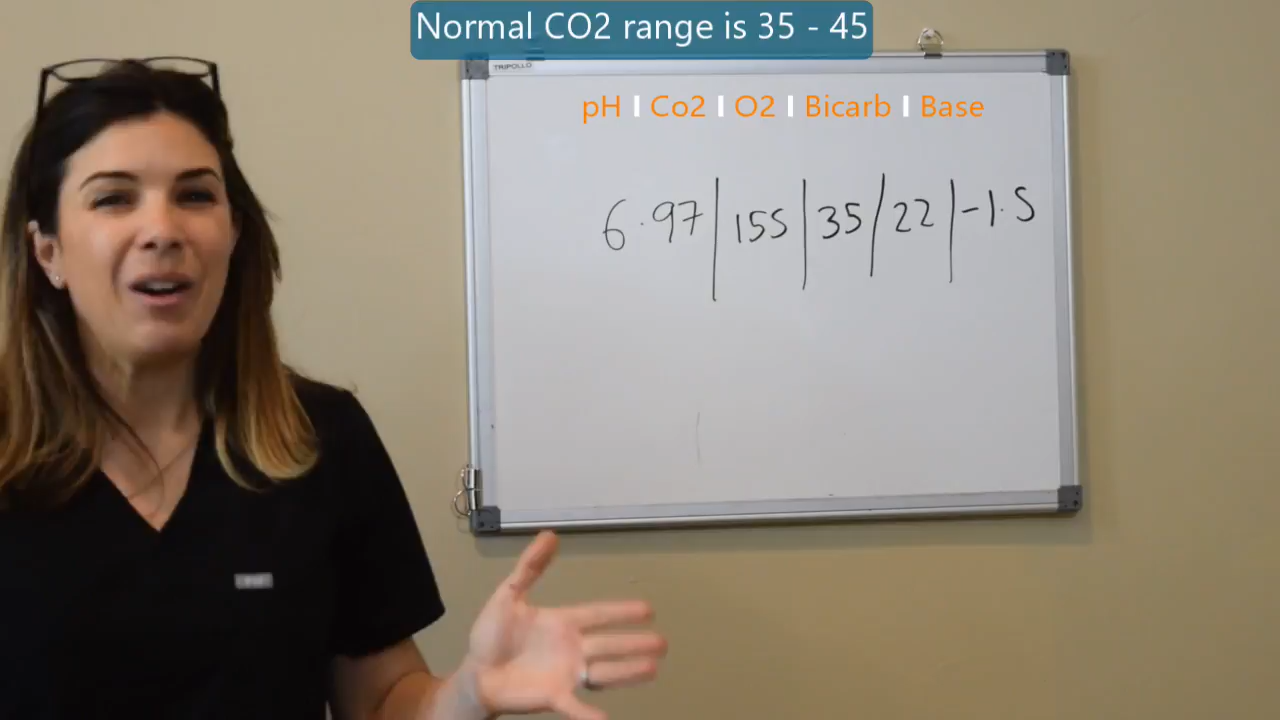 Normal CO2 range is 35 - 45
TRIPOLLO
pH | Co2 | O2 | Bicarb | Base
6.97 | 155 | 35 | 22 | -1.5